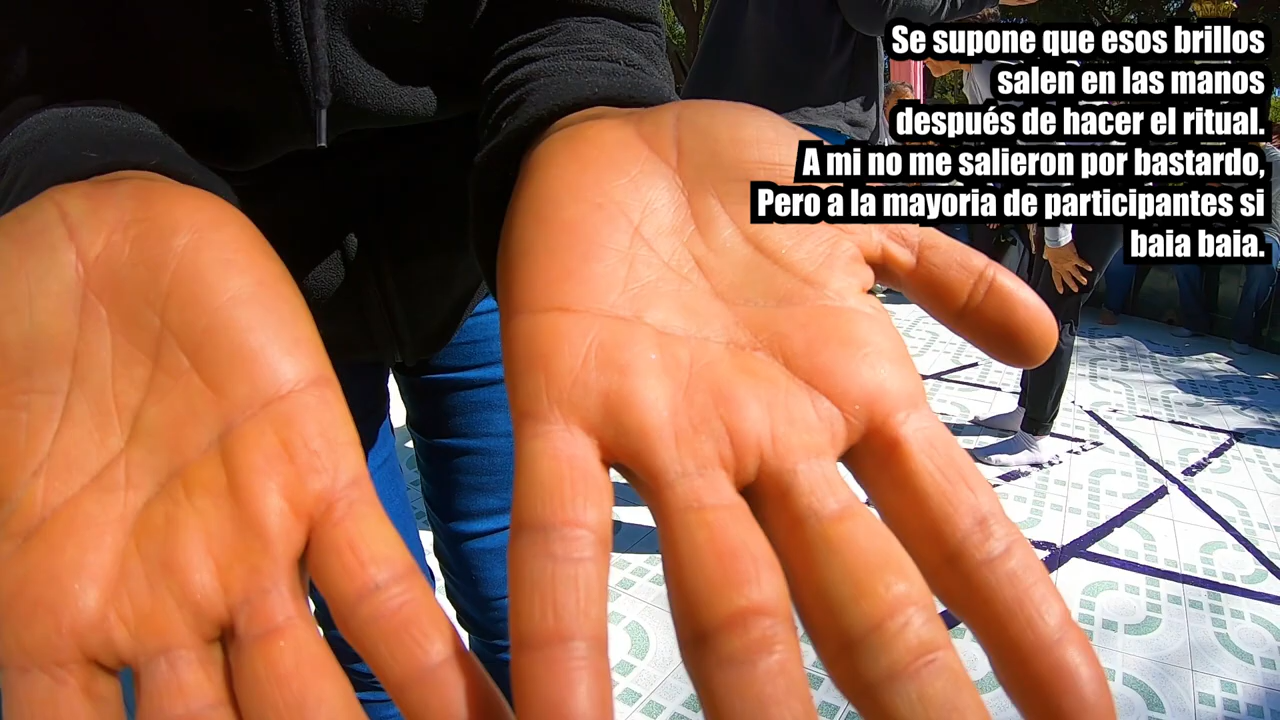 Se supone que esos brillos
salen en las manos
después de hacer el ritual.
A mi no me salieron por bastardo,
Pero a la mayoria de participantes si
baia baia.